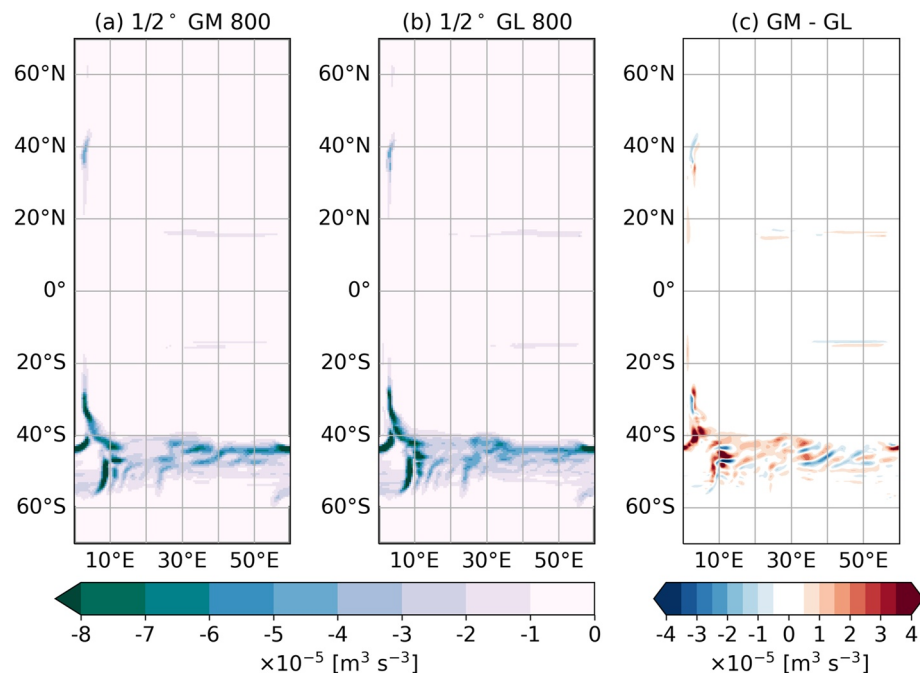 (a) 1/2° GM 800 (b) 1/2° GL 800 (c) GM - GL
60°N 60°N 60°N
40°N 40°N 40°N
20°N 20°N 20°N
0° 0° 0°
20°S 20°S 20°S
40°S 40°S 40°S
60°S 60°S 60°S
10°E 30°E 50°E 10°E 30°E 50°E 10°E 30°E 50°E
-8 -7 -6 -5 -4 -3 -2 -1 0 -4 -3 -2 -1 0 1 2 3 4
×10⁻⁵ [m³ s⁻³] ×10⁻⁵ [m³ s⁻³]